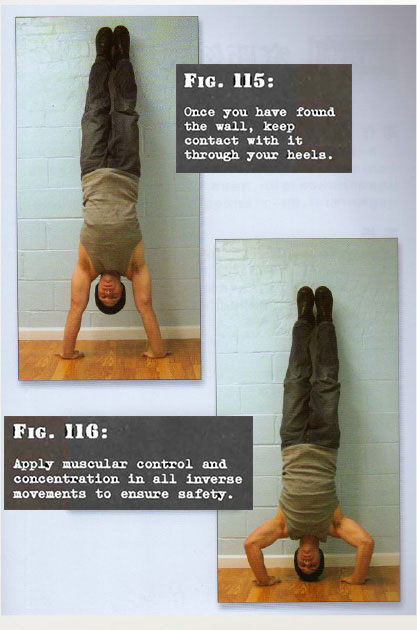 FIG. 115:
Once you have found
the wall, keep
contact with it
through your heels.
FIG. 116:
Apply muscular control and
concentration in all inverse
movements to ensure safety.